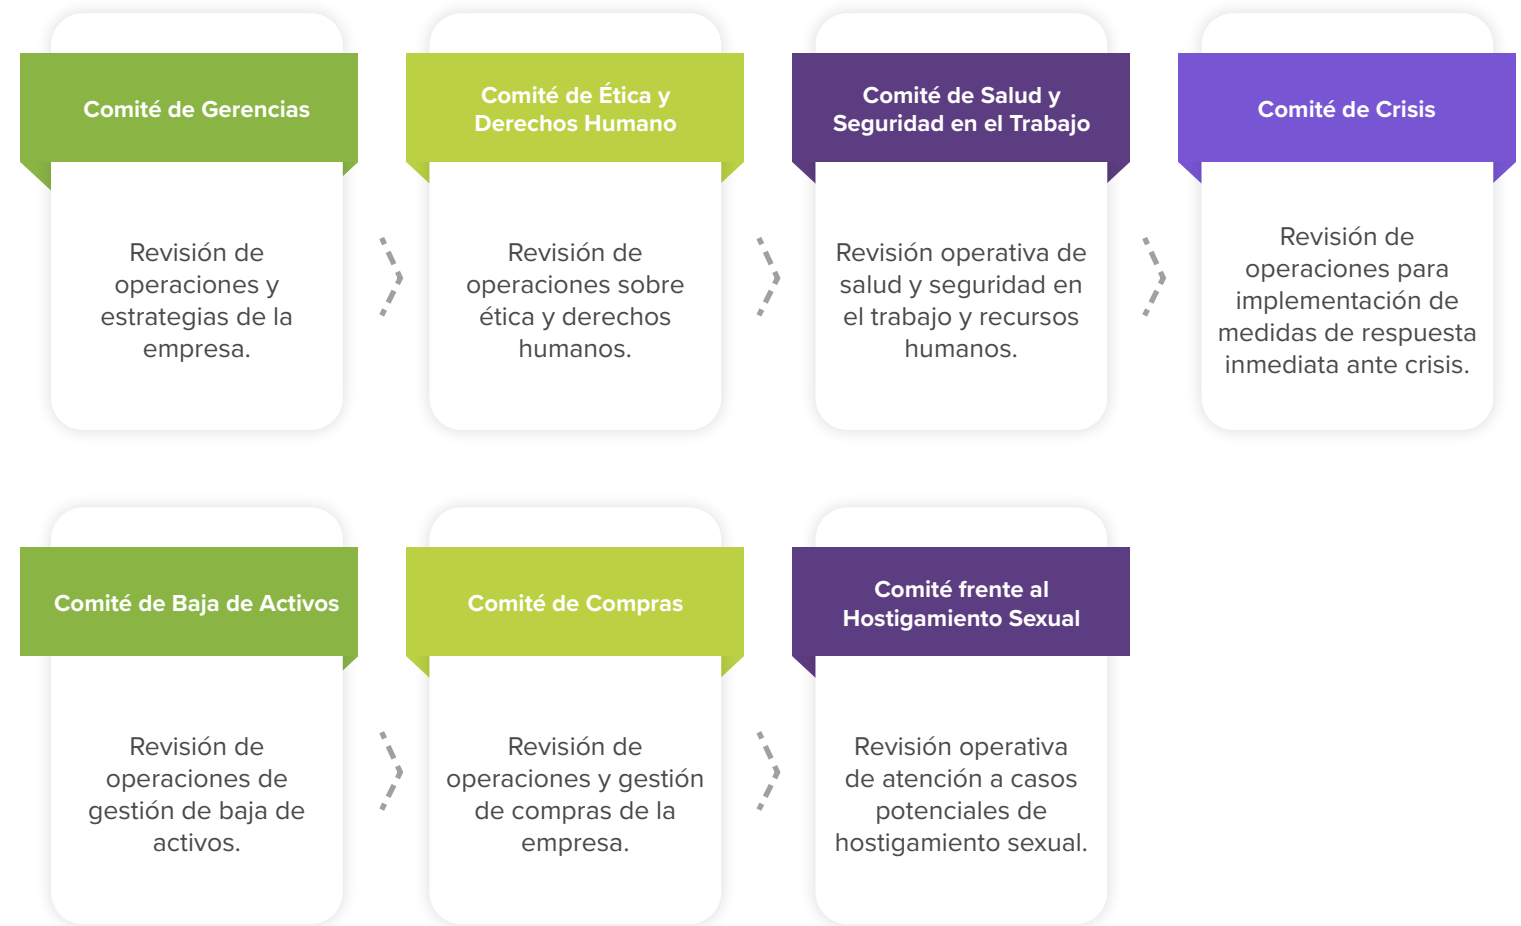 Comité de Gerencias
Revisión de
operaciones y
estrategias de la
empresa.
Comité de Ética y
Derechos Humano
Revisión de
operaciones sobre
ética y derechos
humanos.
Comité de Salud y
Seguridad en el Trabajo
Revisión operativa de
salud y seguridad en
el trabajo y recursos
humanos.
Comité de Crisis
Revisión de
operaciones para
implementación de
medidas de respuesta
inmediata ante crisis.
Comité de Baja de Activos
Revisión de
operaciones de
gestión de baja de
activos.
Comité de Compras
Revisión de
operaciones y gestión
de compras de la
empresa.
Comité frente al
Hostigamiento Sexual
Revisión operativa
de atención a casos
potenciales de
hostigamiento sexual.